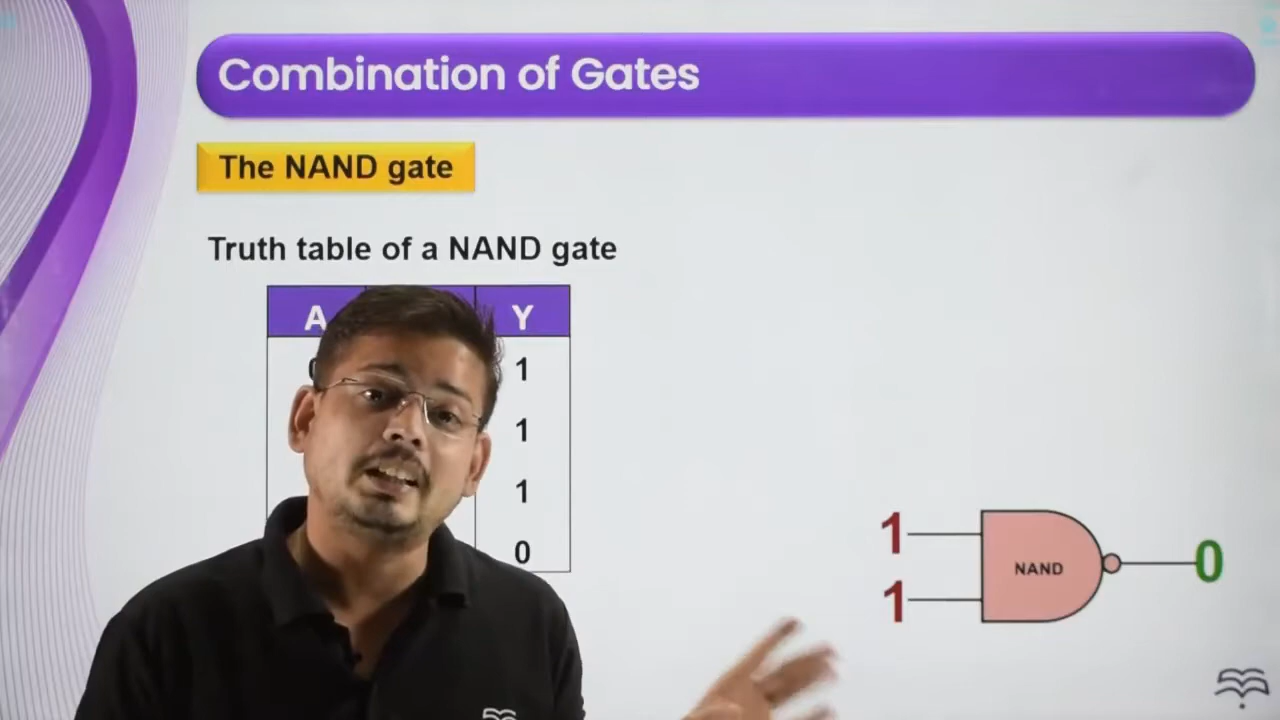 Combination of Gates
The NAND gate
Truth table of a NAND gate
A Y
1
1
1
0
1
1
NAND
0